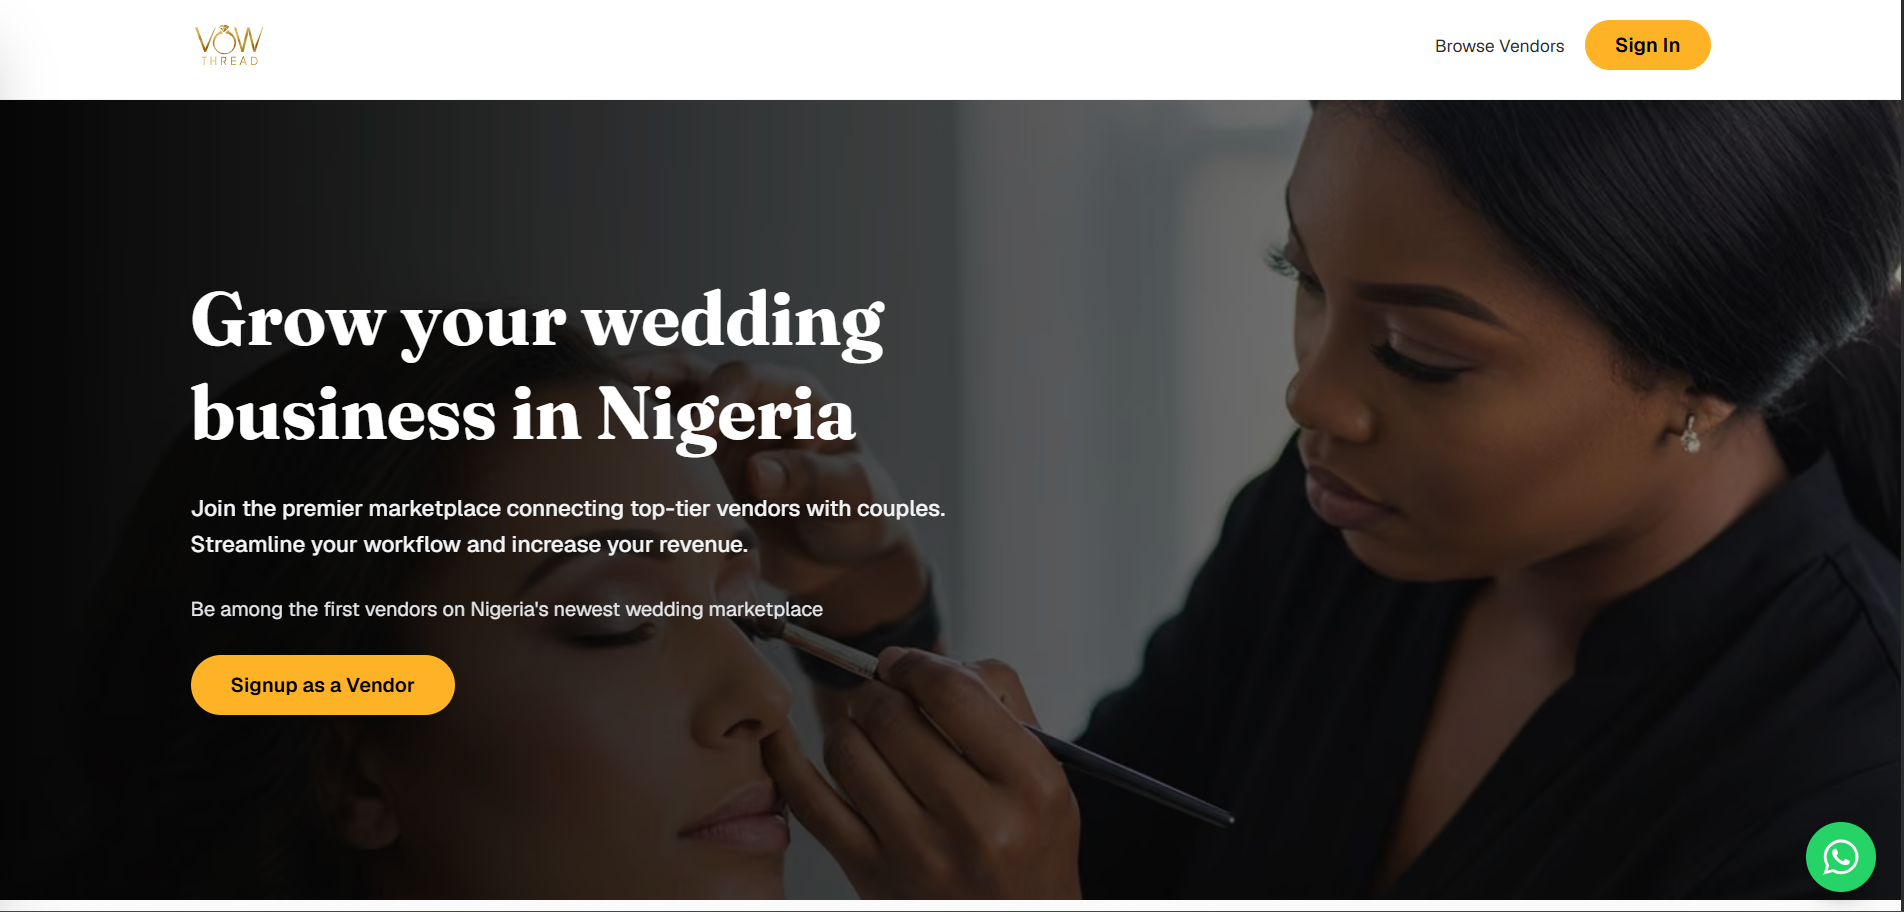 VOW
THREAD
Browse Vendors
Sign In
Grow your wedding
business in Nigeria
Join the premier marketplace connecting top-tier vendors with couples.
Streamline your workflow and increase your revenue.
Be among the first vendors on Nigeria's newest wedding marketplace
Signup as a Vendor